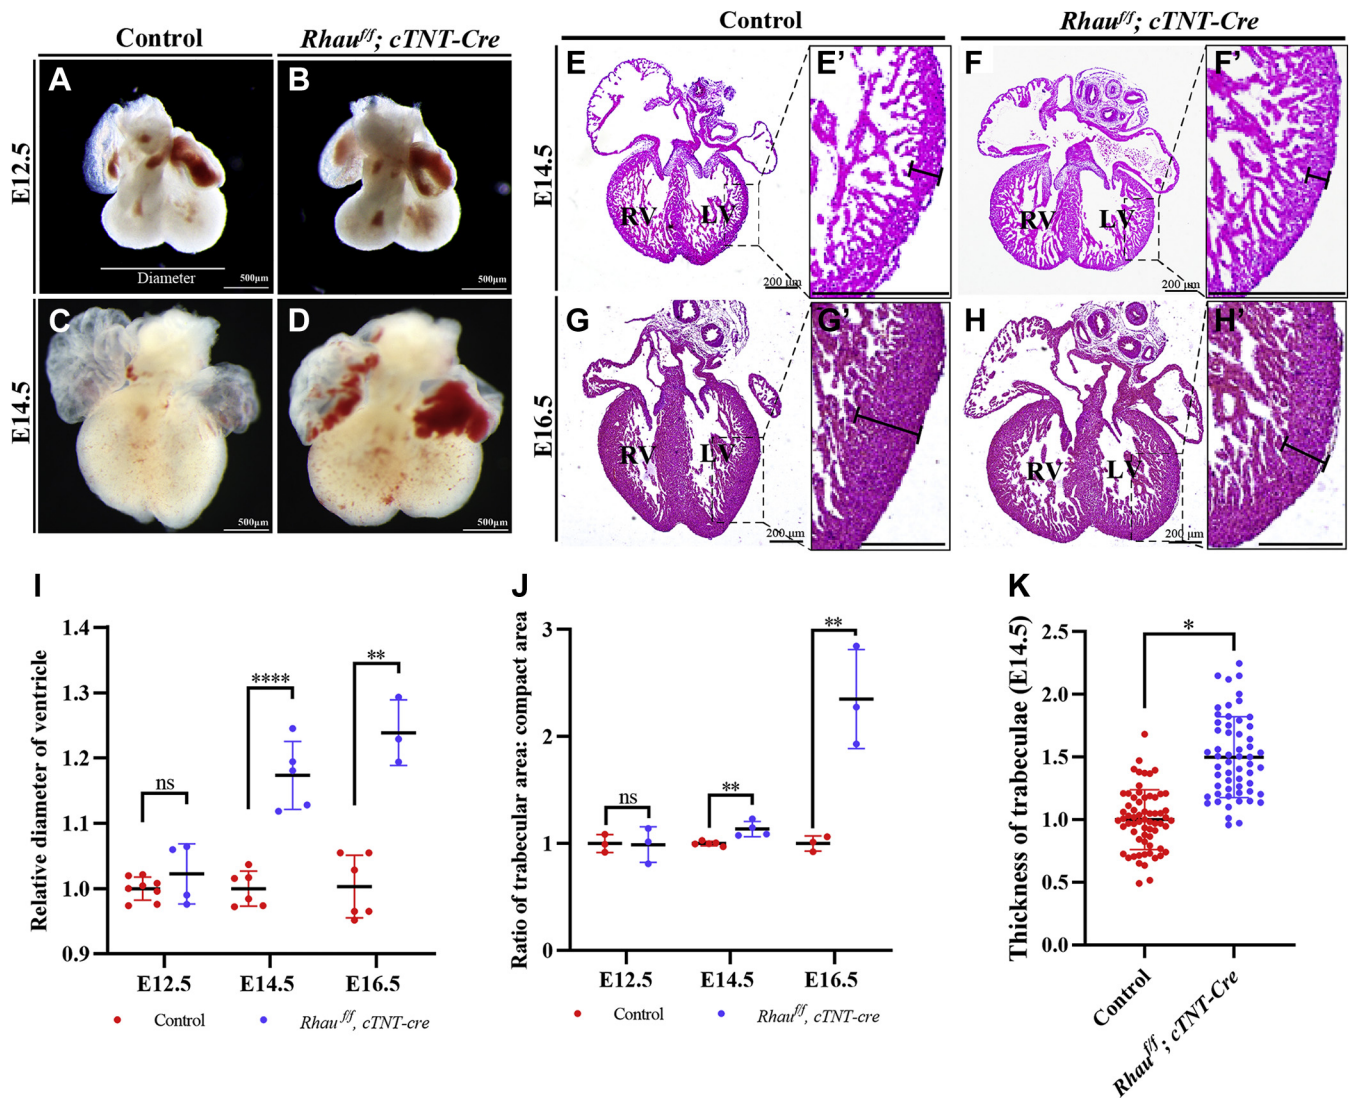 Control
Rhau^f/f; cTNT-Cre
Control
Rhau^f/f; cTNT-Cre
E12.5
A
Diameter
500μm
B
500μm
E14.5
C
500μm
D
500μm
E14.5
E
RV
LV
200 μm
E’
F
RV
LV
200 μm
F’
E16.5
G
RV
LV
200 μm
G’
H
RV
LV
200 μm
H’
I
Relative diameter of ventricle
1.4
1.3
1.2
1.1
1.0
0.9
ns
****
**
E12.5
E14.5
E16.5
Control
Rhau^f/f, cTNT-cre
J
Ratio of trabecular area: compact area
3
2
1
0
ns
**
**
E12.5
E14.5
E16.5
Control
Rhau^f/f, cTNT-cre
K
Thickness of trabeculae (E14.5)
2.5
2.0
1.5
1.0
0.5
0.0
*
Control
Rhau^f/f; cTNT-Cre